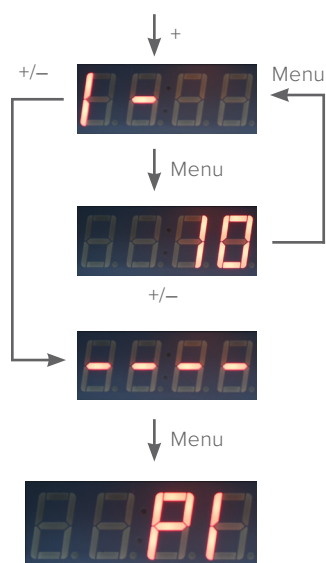 +
+/–
Menu
1 -
Menu
10
+/–
- - - -
Menu
P1